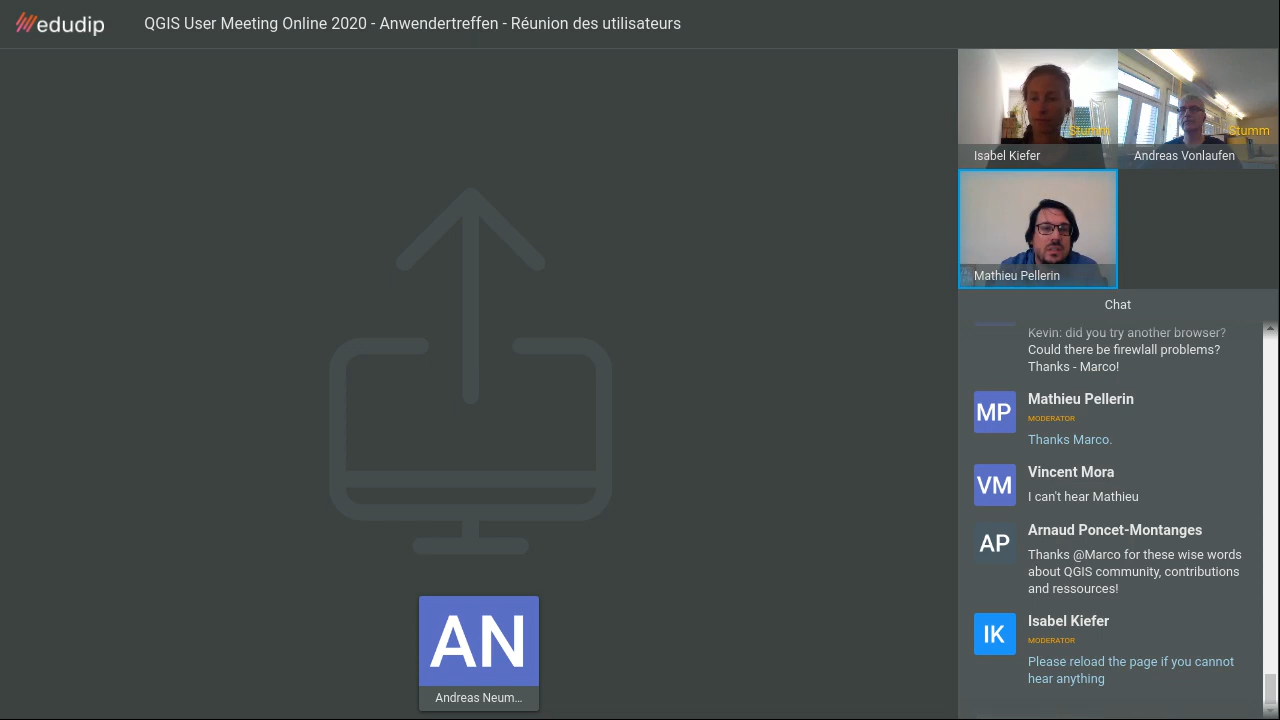 edudip
QGIS User Meeting Online 2020 - Anwendertreffen - Réunion des utilisateurs
Stumm
Isabel Kiefer
Stumm
Andreas Vonlaufen
Mathieu Pellerin
Chat
Kevin: did you try another browser?
Could there be firewlall problems?
Thanks - Marco!
MP
Mathieu Pellerin
MODERATOR
Thanks Marco.
VM
Vincent Mora
I can't hear Mathieu
AP
Arnaud Poncet-Montanges
Thanks @Marco for these wise words
about QGIS community, contributions
and ressources!
IK
Isabel Kiefer
MODERATOR
Please reload the page if you cannot
hear anything
AN
Andreas Neum...